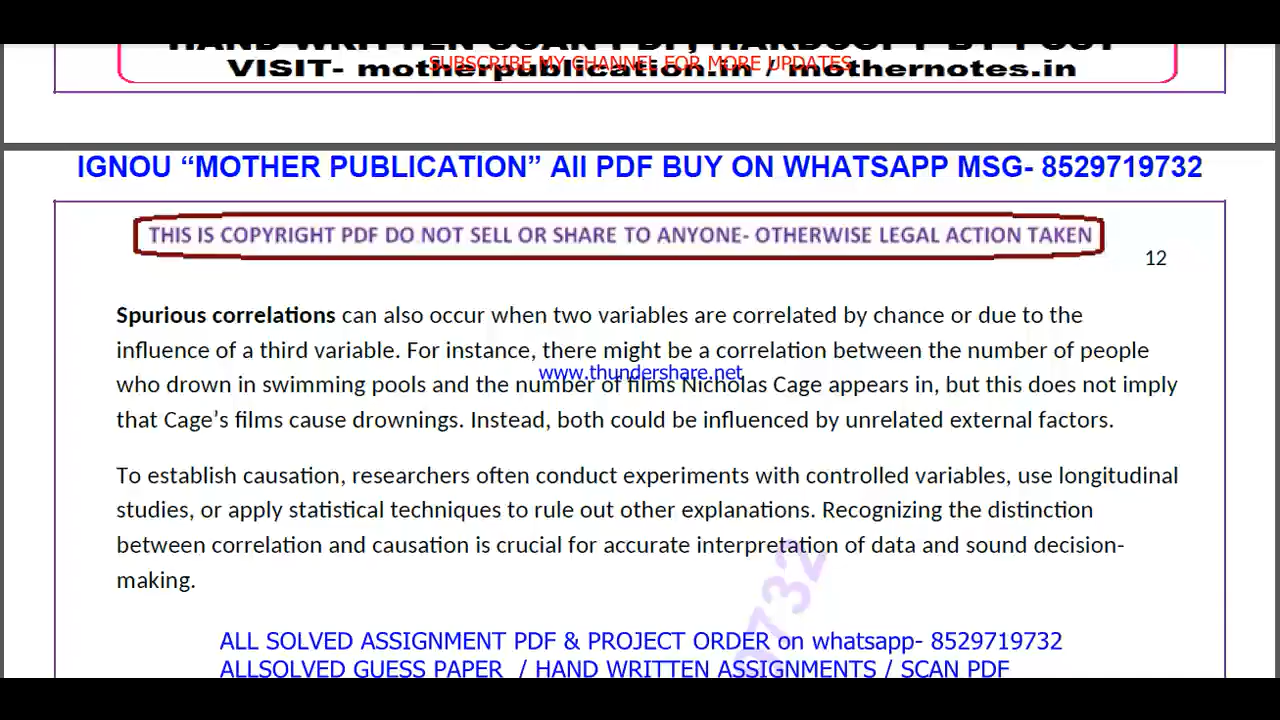 HAND WRITTEN SCAN PDF, HARDCOPY BY POST
SUBSCRIBE MY CHANNEL FOR MORE UPDATES
VISIT- motherpublication.in / mothernotes.in
IGNOU “MOTHER PUBLICATION” All PDF BUY ON WHATSAPP MSG- 8529719732
THIS IS COPYRIGHT PDF DO NOT SELL OR SHARE TO ANYONE- OTHERWISE LEGAL ACTION TAKEN
12
Spurious correlations can also occur when two variables are correlated by chance or due to the
influence of a third variable. For instance, there might be a correlation between the number of people
www.thundershare.net
who drown in swimming pools and the number of films Nicholas Cage appears in, but this does not imply
that Cage’s films cause drownings. Instead, both could be influenced by unrelated external factors.
To establish causation, researchers often conduct experiments with controlled variables, use longitudinal
studies, or apply statistical techniques to rule out other explanations. Recognizing the distinction
between correlation and causation is crucial for accurate interpretation of data and sound decision-
making.
9732
ALL SOLVED ASSIGNMENT PDF & PROJECT ORDER on whatsapp- 8529719732
ALLSOLVED GUESS PAPER / HAND WRITTEN ASSIGNMENTS / SCAN PDF